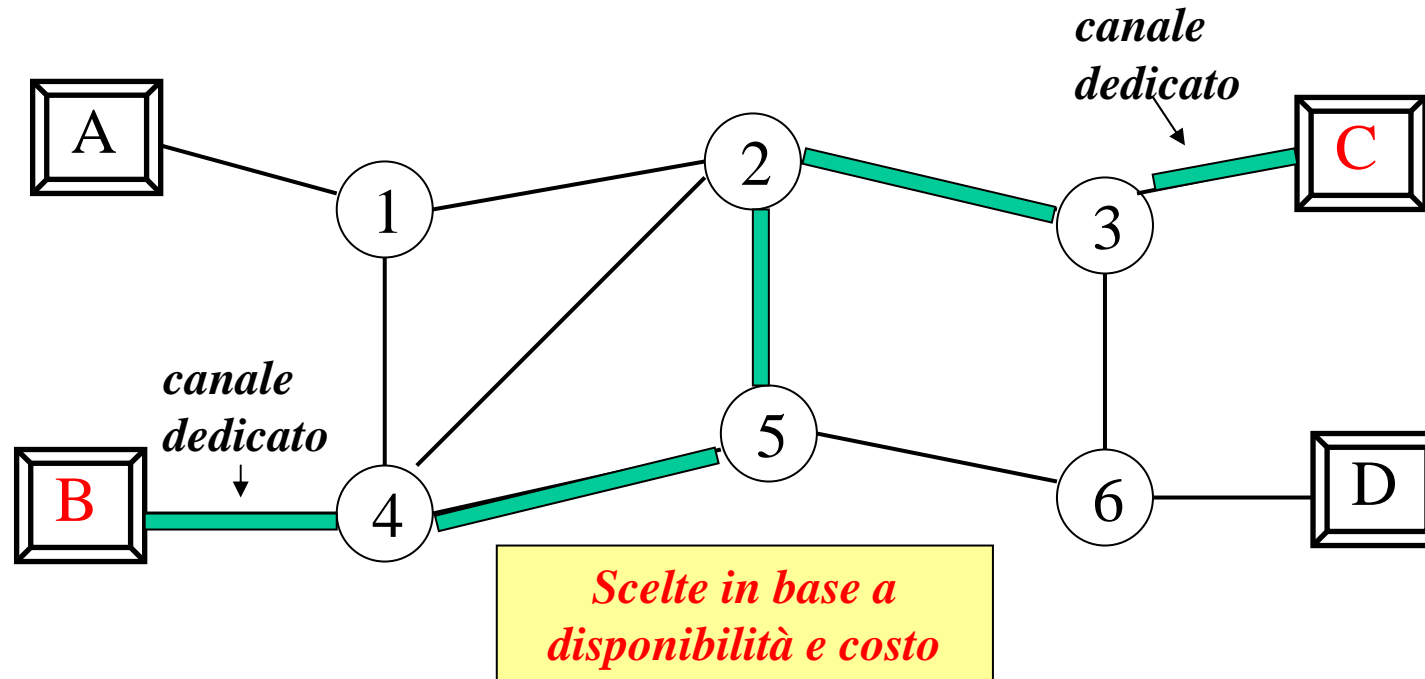 canale
dedicato
A
C
2
1
3
canale
dedicato
5
B
4
6
D
Scelte in base a
disponibilità e costo